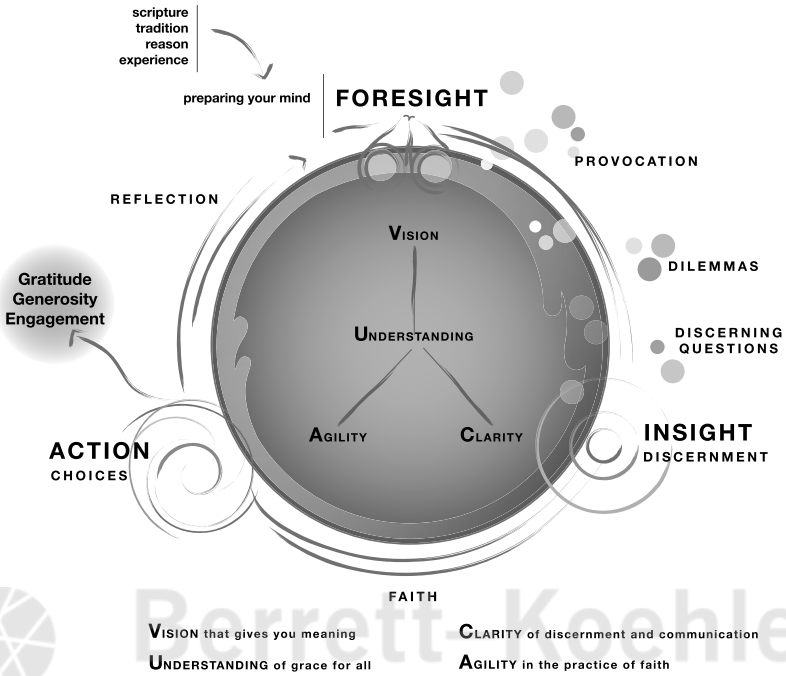 scripture
tradition
reason
experience
preparing your mind
FORESIGHT
PROVOCATION
REFLECTION
VISION
Gratitude
Generosity
Engagement
DILEMMAS
UNDERSTANDING
DISCERNING
QUESTIONS
AGILITY
CLARITY
ACTION
CHOICES
INSIGHT
DISCERNMENT
FAITH
Berrett-Koehle
VISION that gives you meaning
CLARITY of discernment and communication
UNDERSTANDING of grace for all
AGILITY in the practice of faith